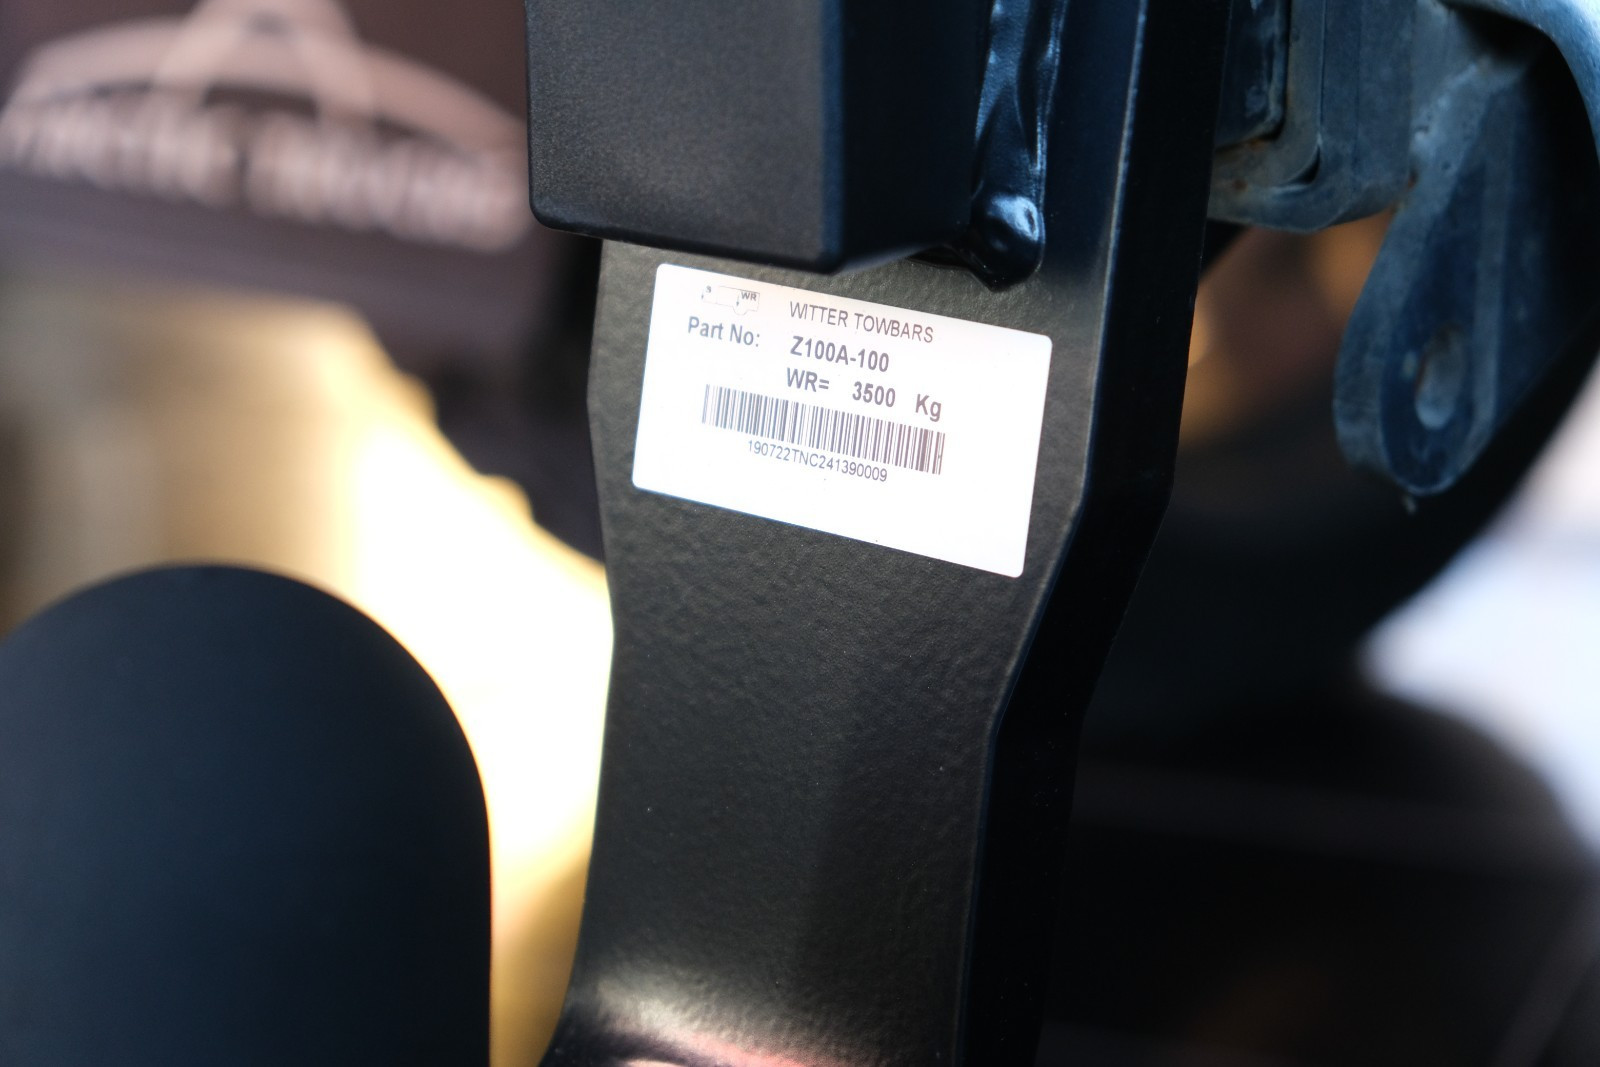 S WR
WITTER TOWBARS
Part No: Z100A-100
WR= 3500 Kg
190722TNC241390009